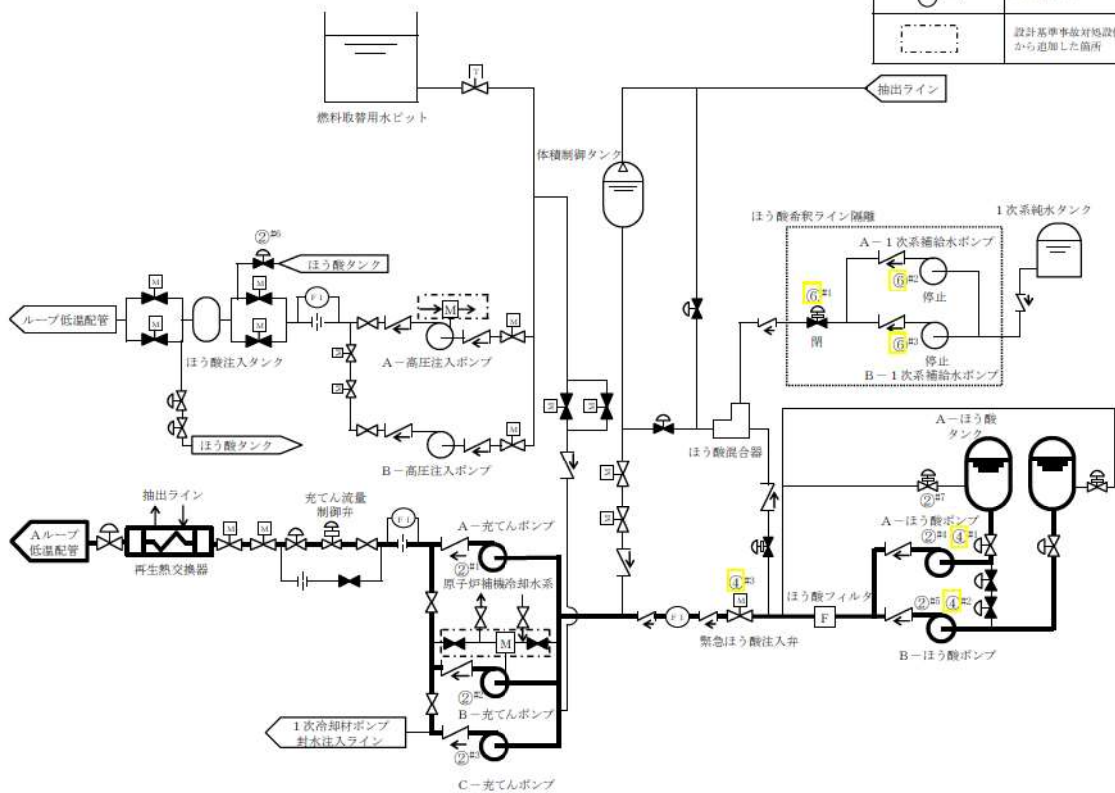 設計基準事故対処設
から追加した箇所
T
抽出ライン
燃料取替用水ピット
体積制御タンク
ほう酸希釈ライン隔離
1次系純水タンク
A-1次系補給水ポンプ
⑥#2
停止
⑥#1
閉
⑥#3
停止
B-1次系補給水ポンプ
②#6
ほう酸タンク
M
M
F I
M
ループ低温配管
M
M
M
ほう酸注入タンク
A-高圧注入ポンプ
M
M
M
M
M
ほう酸タンク
B-高圧注入ポンプ
ほう酸混合器
A-ほう酸
タンク
M
M
②#7
抽出ライン
充てん流量
制御弁
F I
A-充てんポンプ
A-ほう酸ポンプ
②#4
④#1
Aループ
低温配管
M
M
再生熱交換器
②#1
原子炉補機冷却水系
④#3
M
F I
緊急ほう酸注入弁
ほう酸フィルタ
F
②#5
④#2
B-ほう酸ポンプ
M
②#2
B-充てんポンプ
1次冷却材ポンプ
封水注入ライン
②#3
C-充てんポンプ